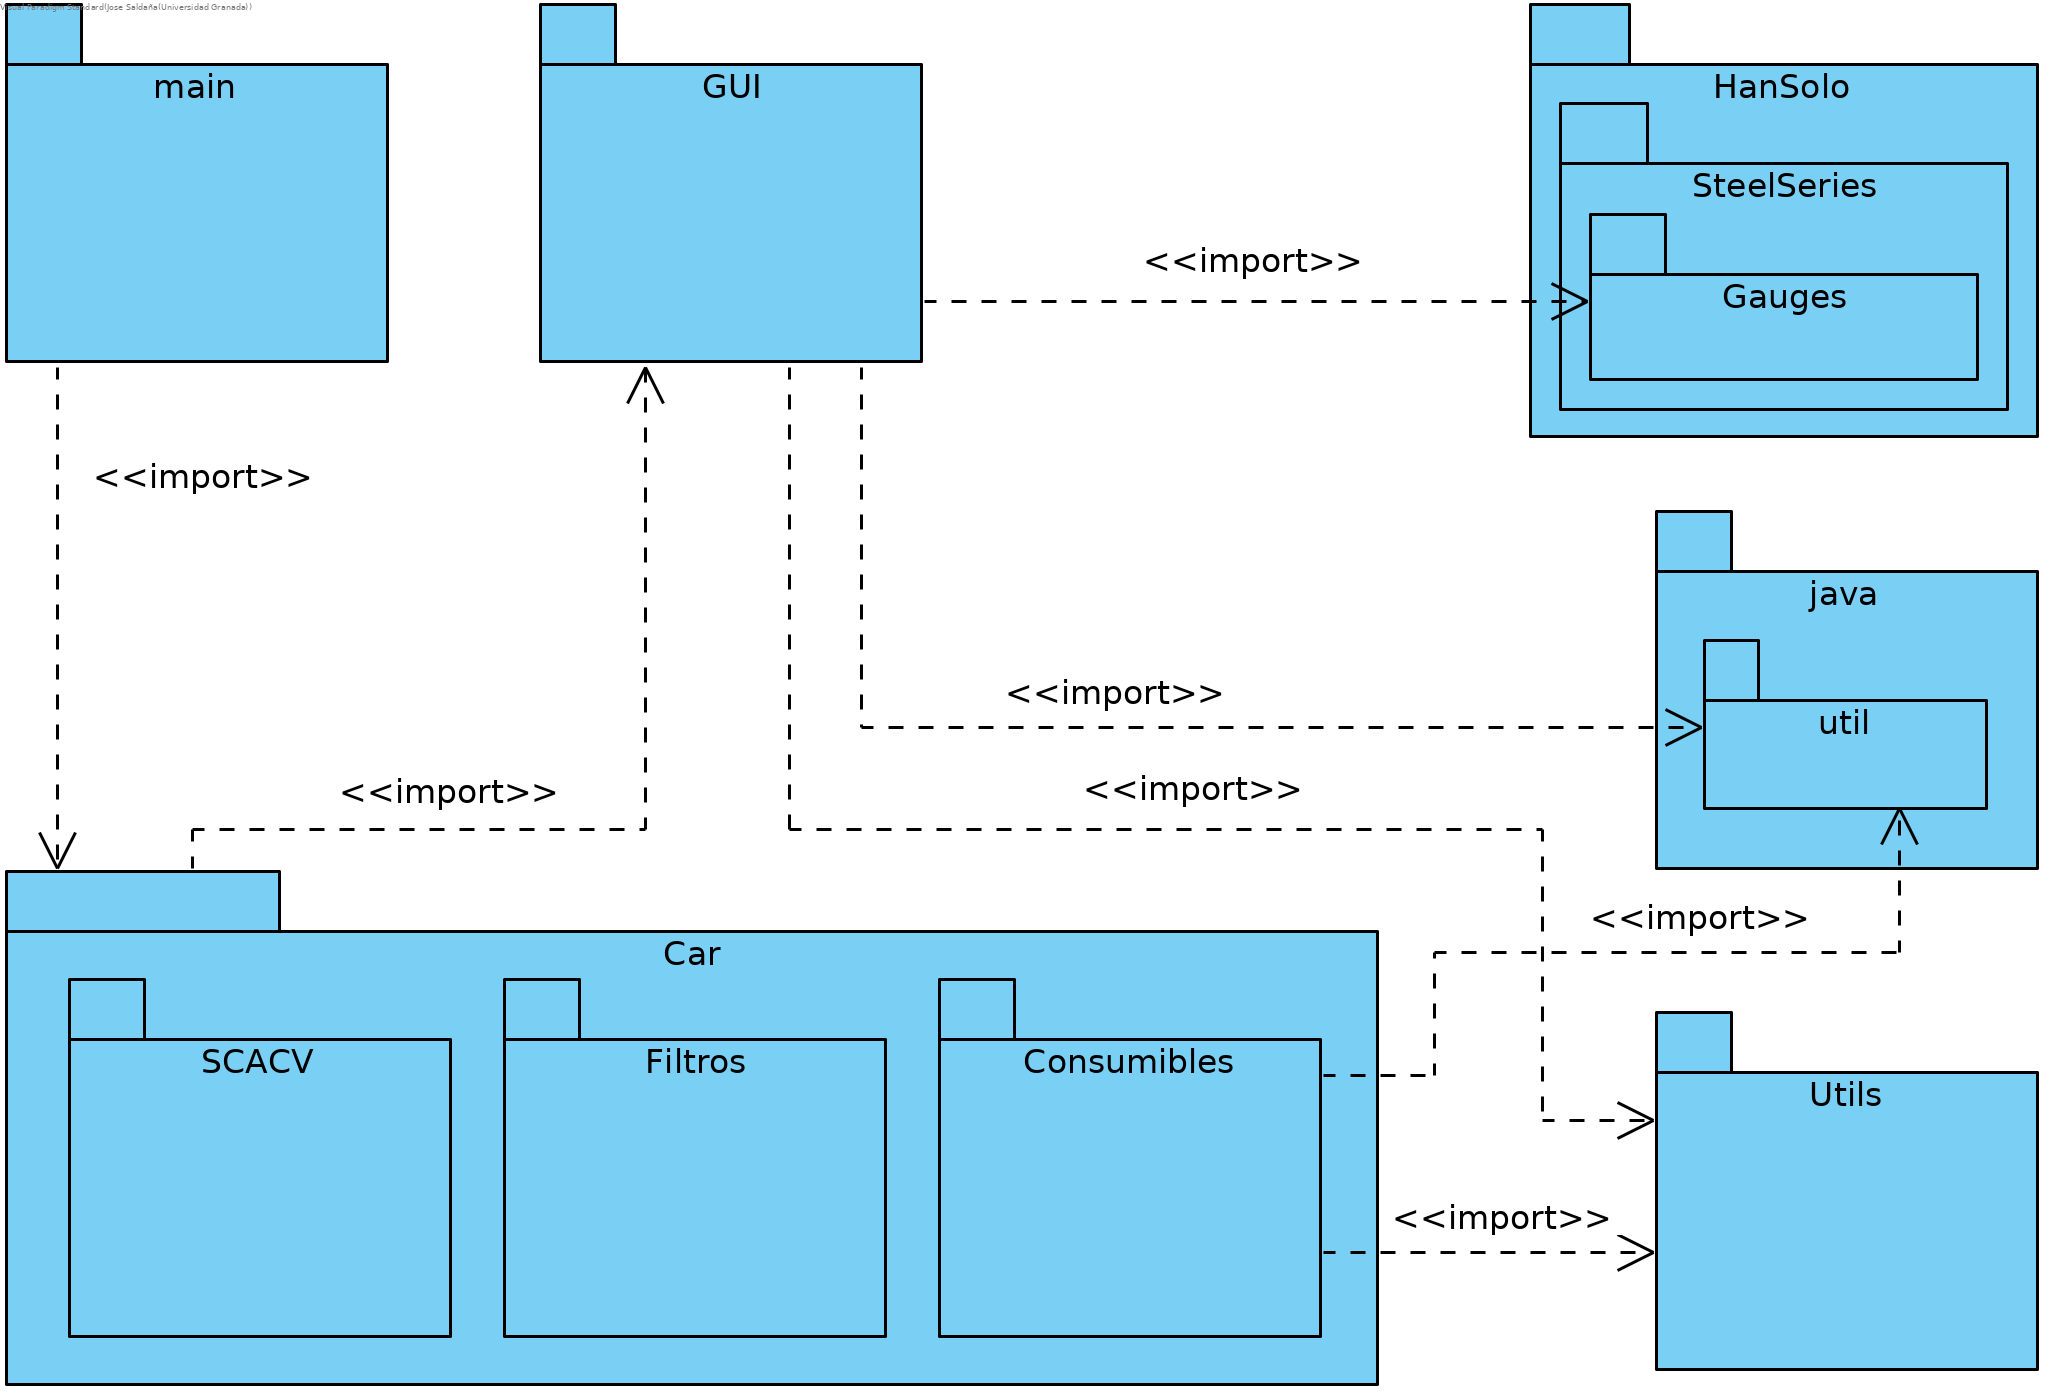 Visual Paradigm Standard(Jose Saldaña(Universidad Granada))
main
GUI
HanSolo
SteelSeries
<<import>>
Gauges
<<import>>
java
<<import>>
util
<<import>>
<<import>>
<<import>>
Car
SCACV
Filtros
Consumibles
Utils
<<import>>